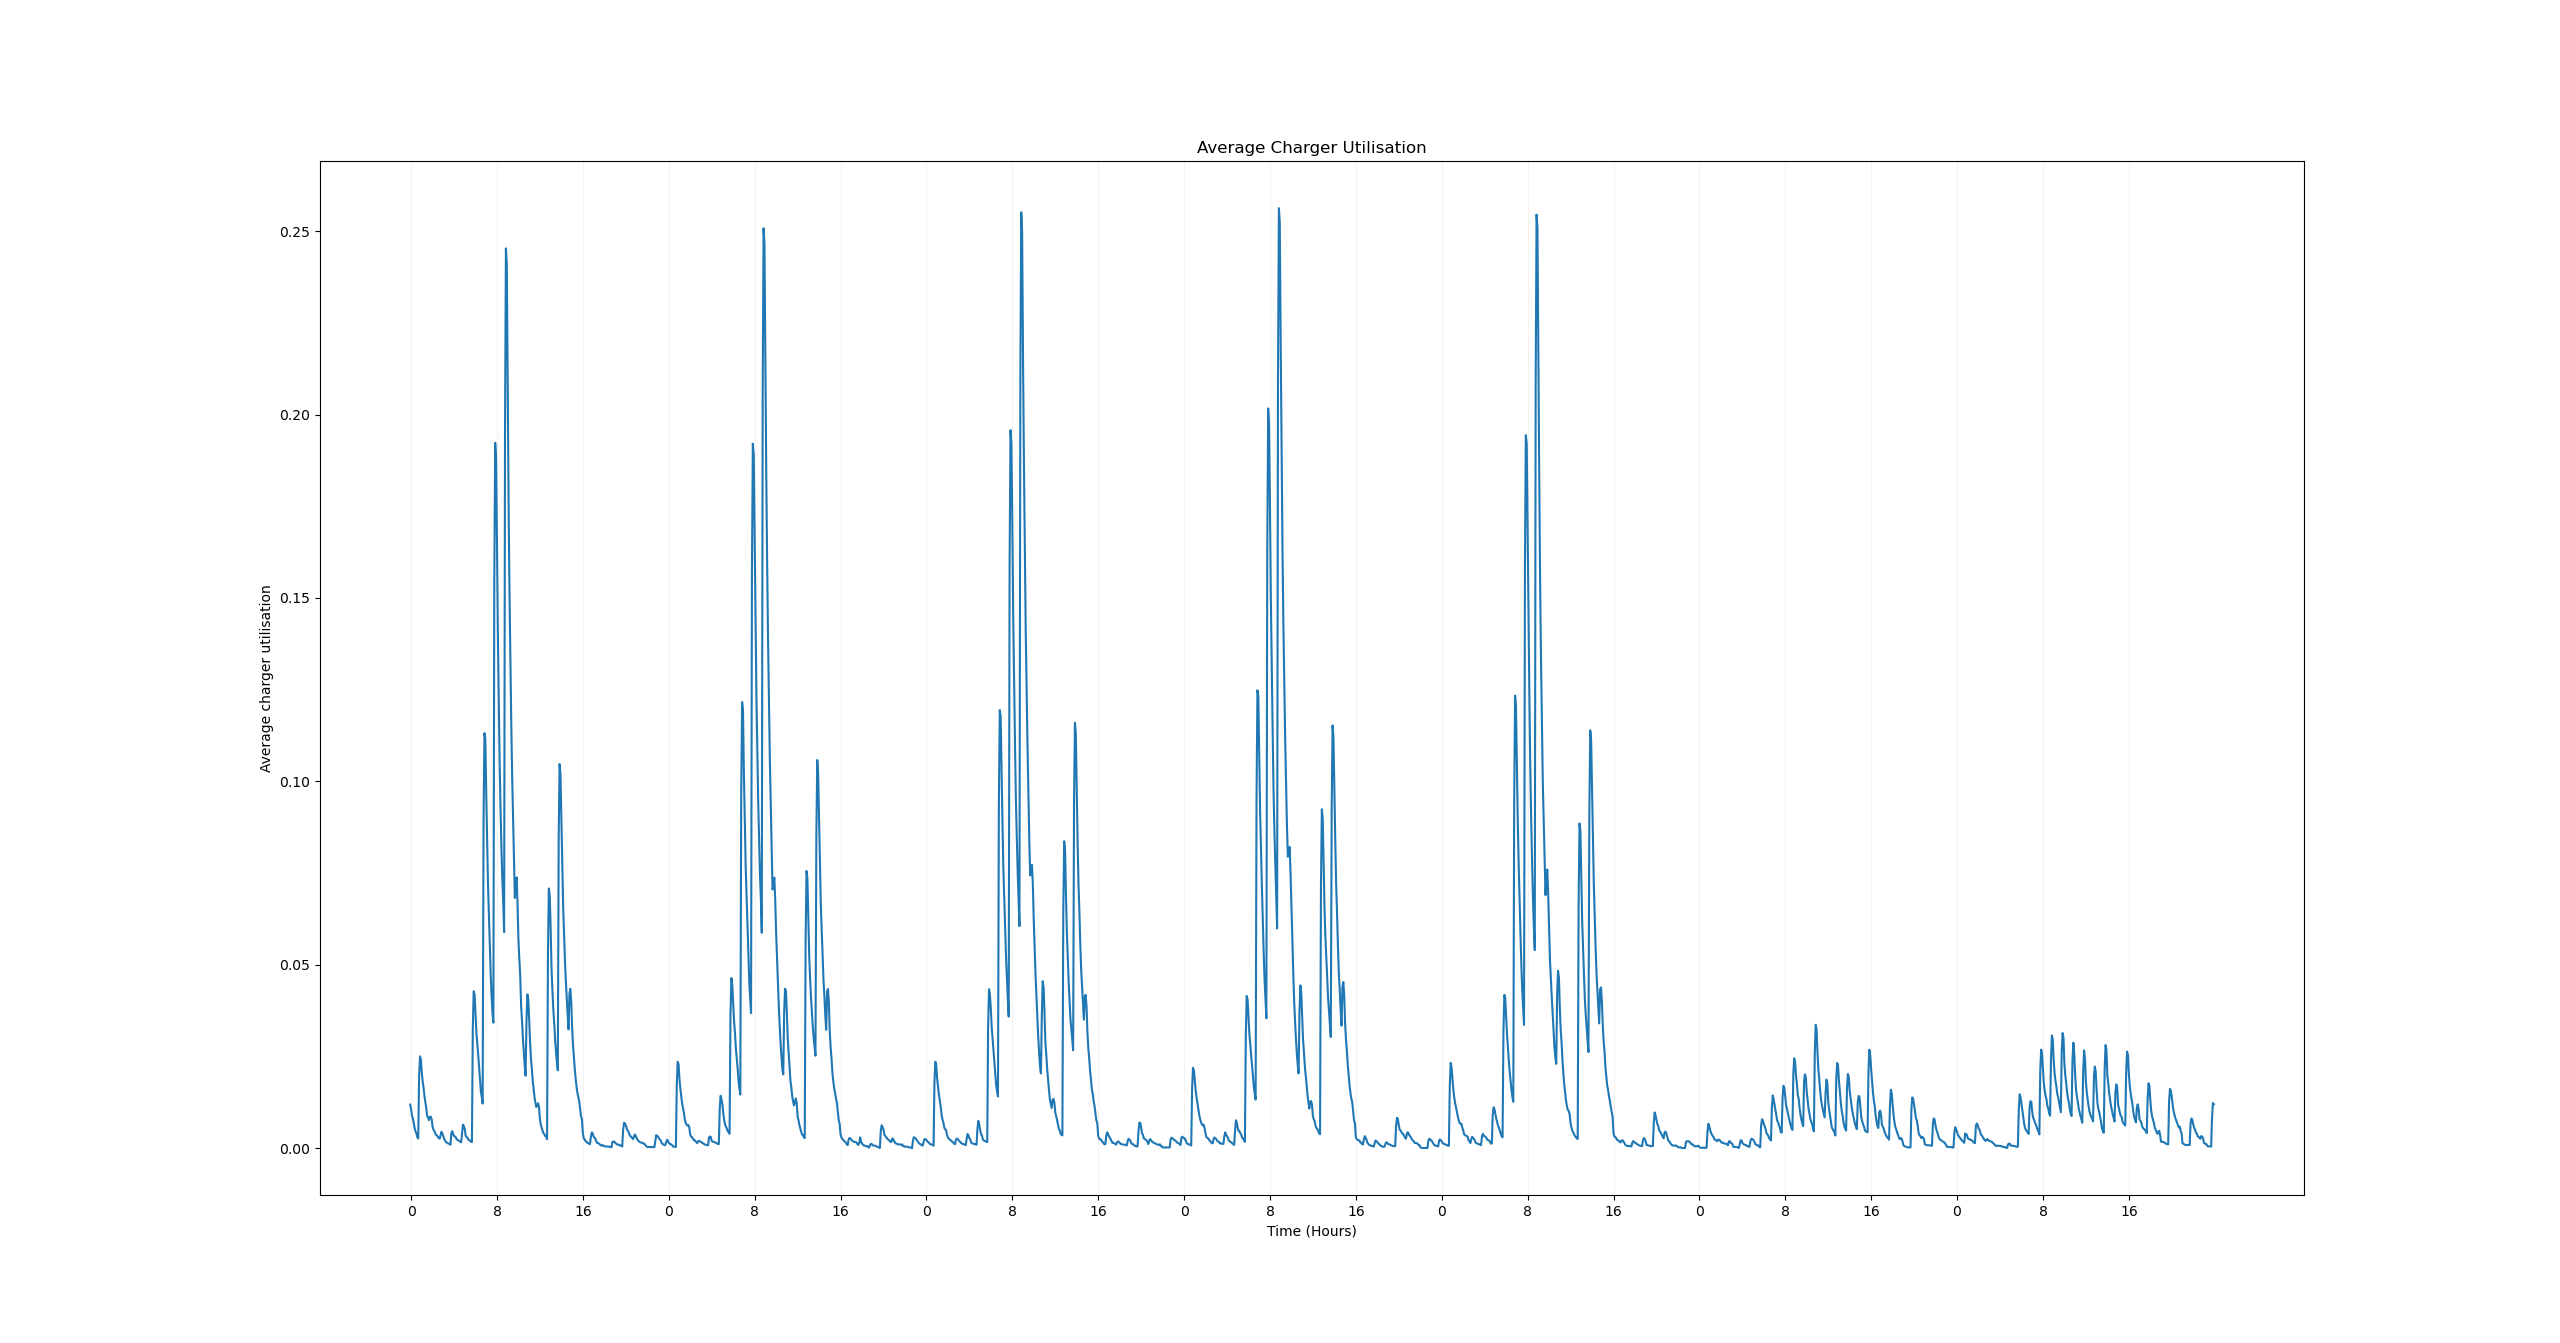 Average Charger Utilisation
0.25
0.20
0.15
0.10
0.05
0.00
Average charger utilisation
0 8 16 0 8 16 0 8 16 0 8 16 0 8 16 0 8 16 0 8 16
Time (Hours)